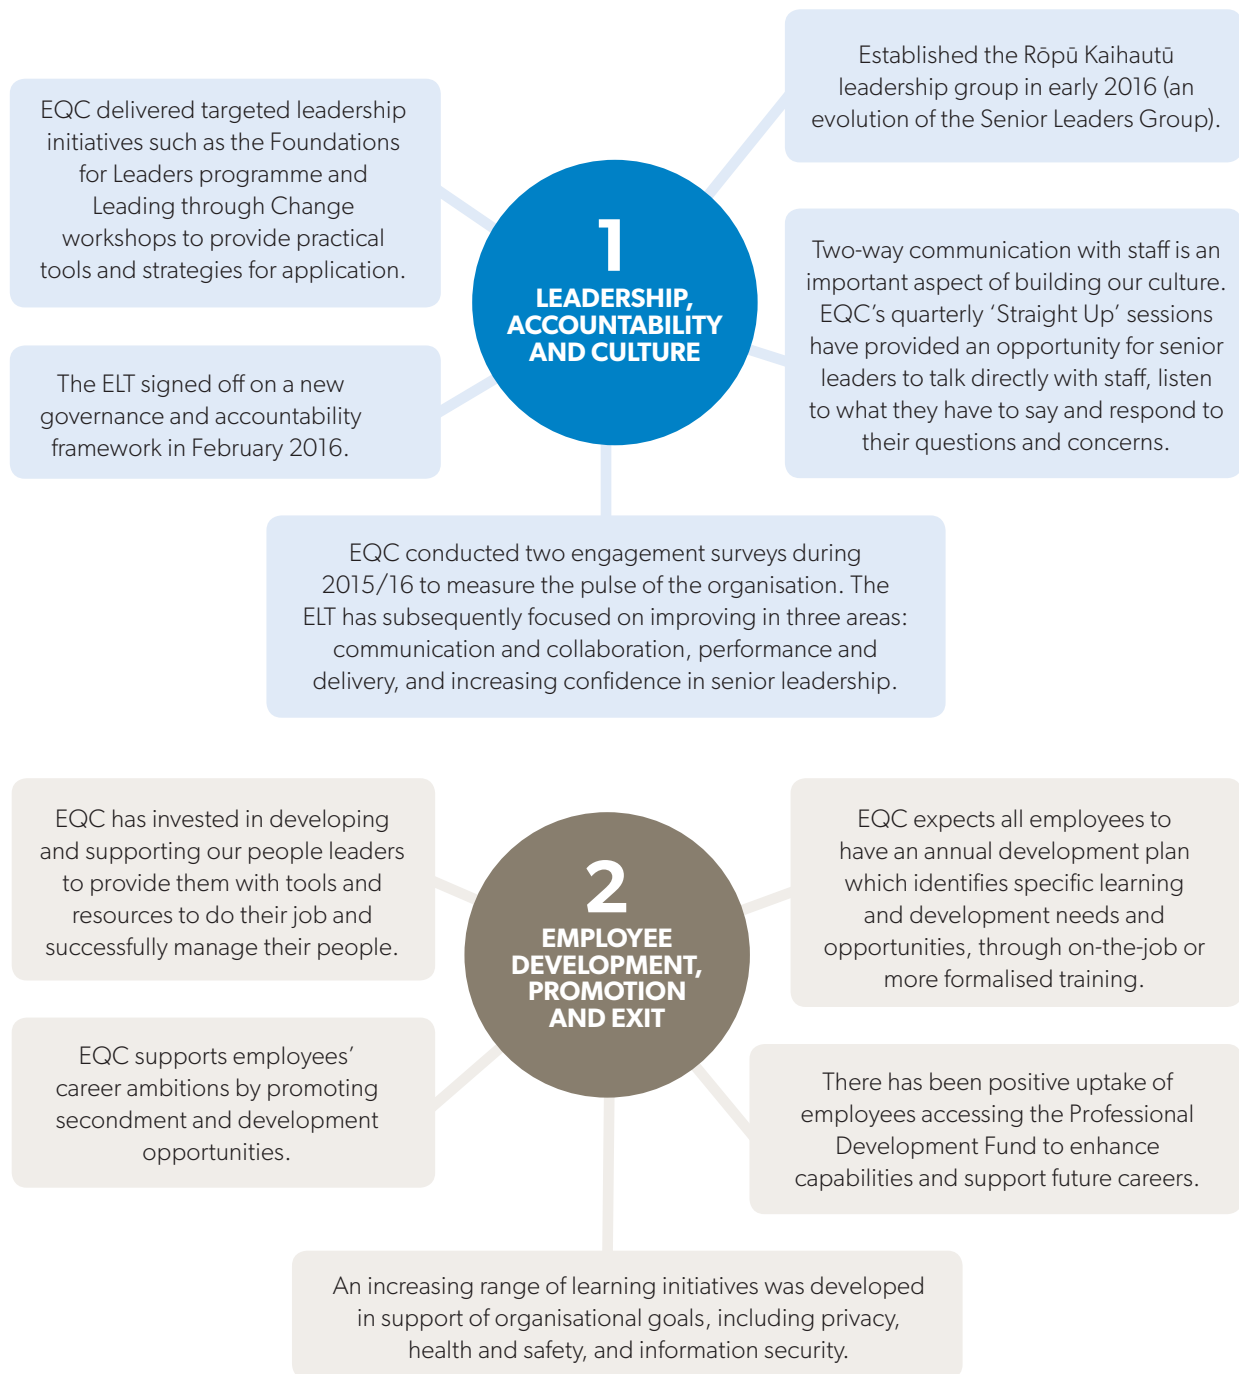 EQC delivered targeted leadership
initiatives such as the Foundations
for Leaders programme and
Leading through Change
workshops to provide practical
tools and strategies for application.
The ELT signed off on a new
governance and accountability
framework in February 2016.
1
LEADERSHIP,
ACCOUNTABILITY
AND CULTURE
Established the Rōpū Kaihautū
leadership group in early 2016 (an
evolution of the Senior Leaders Group).
Two-way communication with staff is an
important aspect of building our culture.
EQC's quarterly ‘Straight Up’ sessions
have provided an opportunity for senior
leaders to talk directly with staff, listen
to what they have to say and respond to
their questions and concerns.
EQC conducted two engagement surveys during
2015/16 to measure the pulse of the organisation. The
ELT has subsequently focused on improving in three areas:
communication and collaboration, performance and
delivery, and increasing confidence in senior leadership.
EQC has invested in developing
and supporting our people leaders
to provide them with tools and
resources to do their job and
successfully manage their people.
EQC supports employees’
career ambitions by promoting
secondment and development
opportunities.
2
EMPLOYEE
DEVELOPMENT,
PROMOTION
AND EXIT
EQC expects all employees to
have an annual development plan
which identifies specific learning
and development needs and
opportunities, through on-the-job or
more formalised training.
There has been positive uptake of
employees accessing the Professional
Development Fund to enhance
capabilities and support future careers.
An increasing range of learning initiatives was developed
in support of organisational goals, including privacy,
health and safety, and information security.